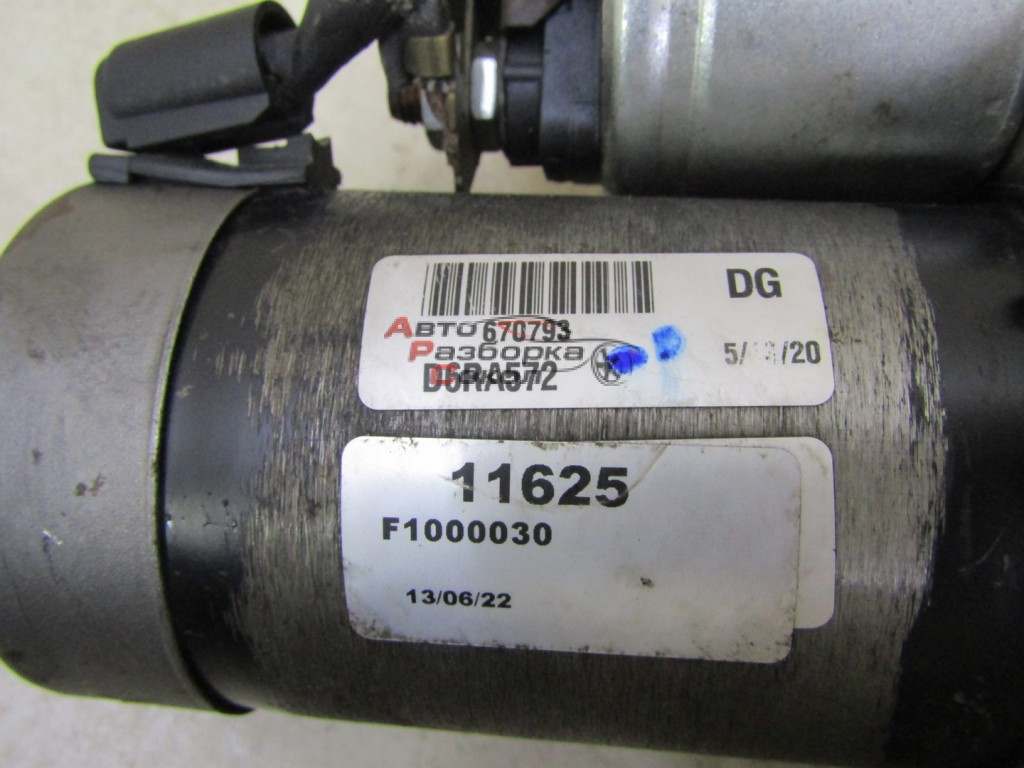 DG
670793
Авто
Разборка
D6RA572
5/ /20
11625
F1000030
13/06/22